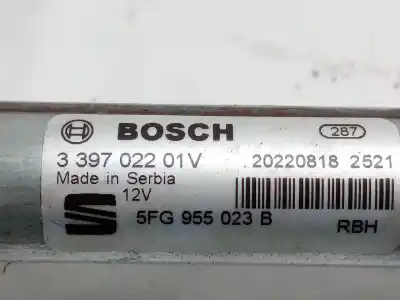 BOSCH 287
3 397 022 01V 20220818 2521
Made in Serbia
12V
5FG 955 023 B RBH